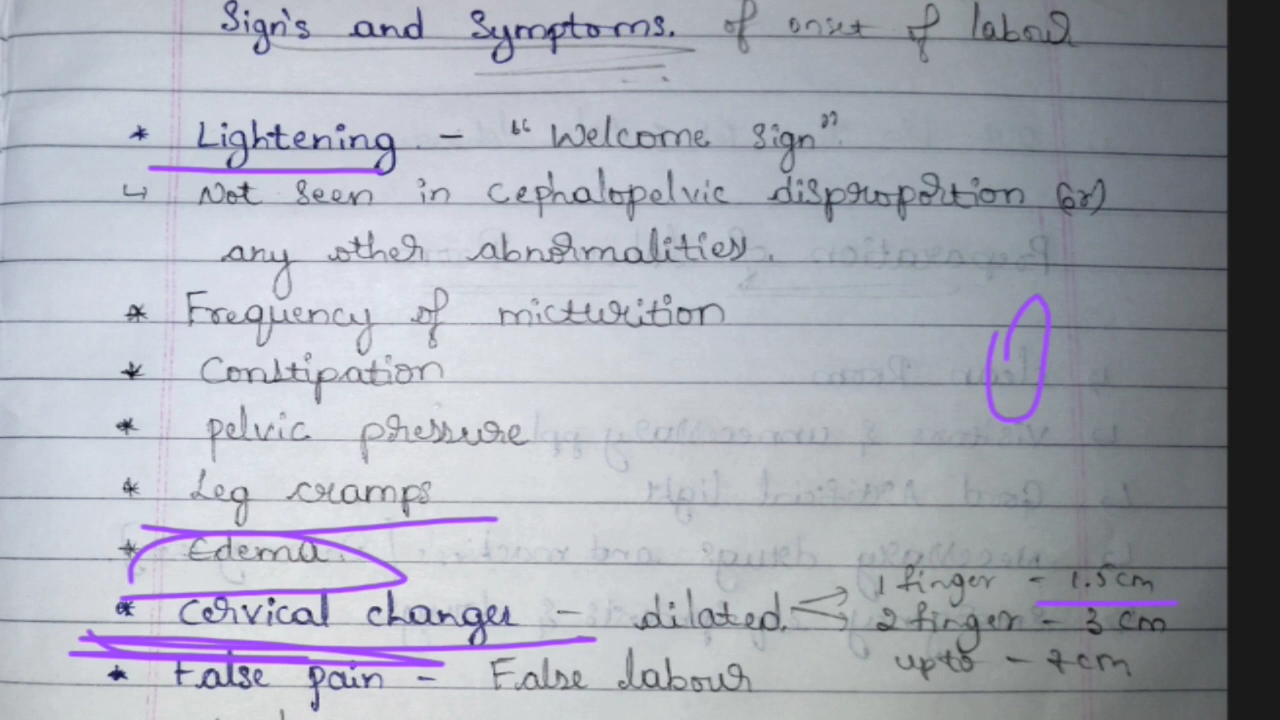 Sign's and Symptoms. of onset of labour
* Lightening - "Welcome Sign"
↳ Not Seen in Cephalopelvic disproportion (or)
any other abnormalities.
* Frequency of micturition
* Constipation
* pelvic pressure
* Leg cramps
* Edema.
* Cervical changes - dilated. 1 finger - 1.5cm
2 finger - 3 cm
upto - 7cm
* False pain - False labour